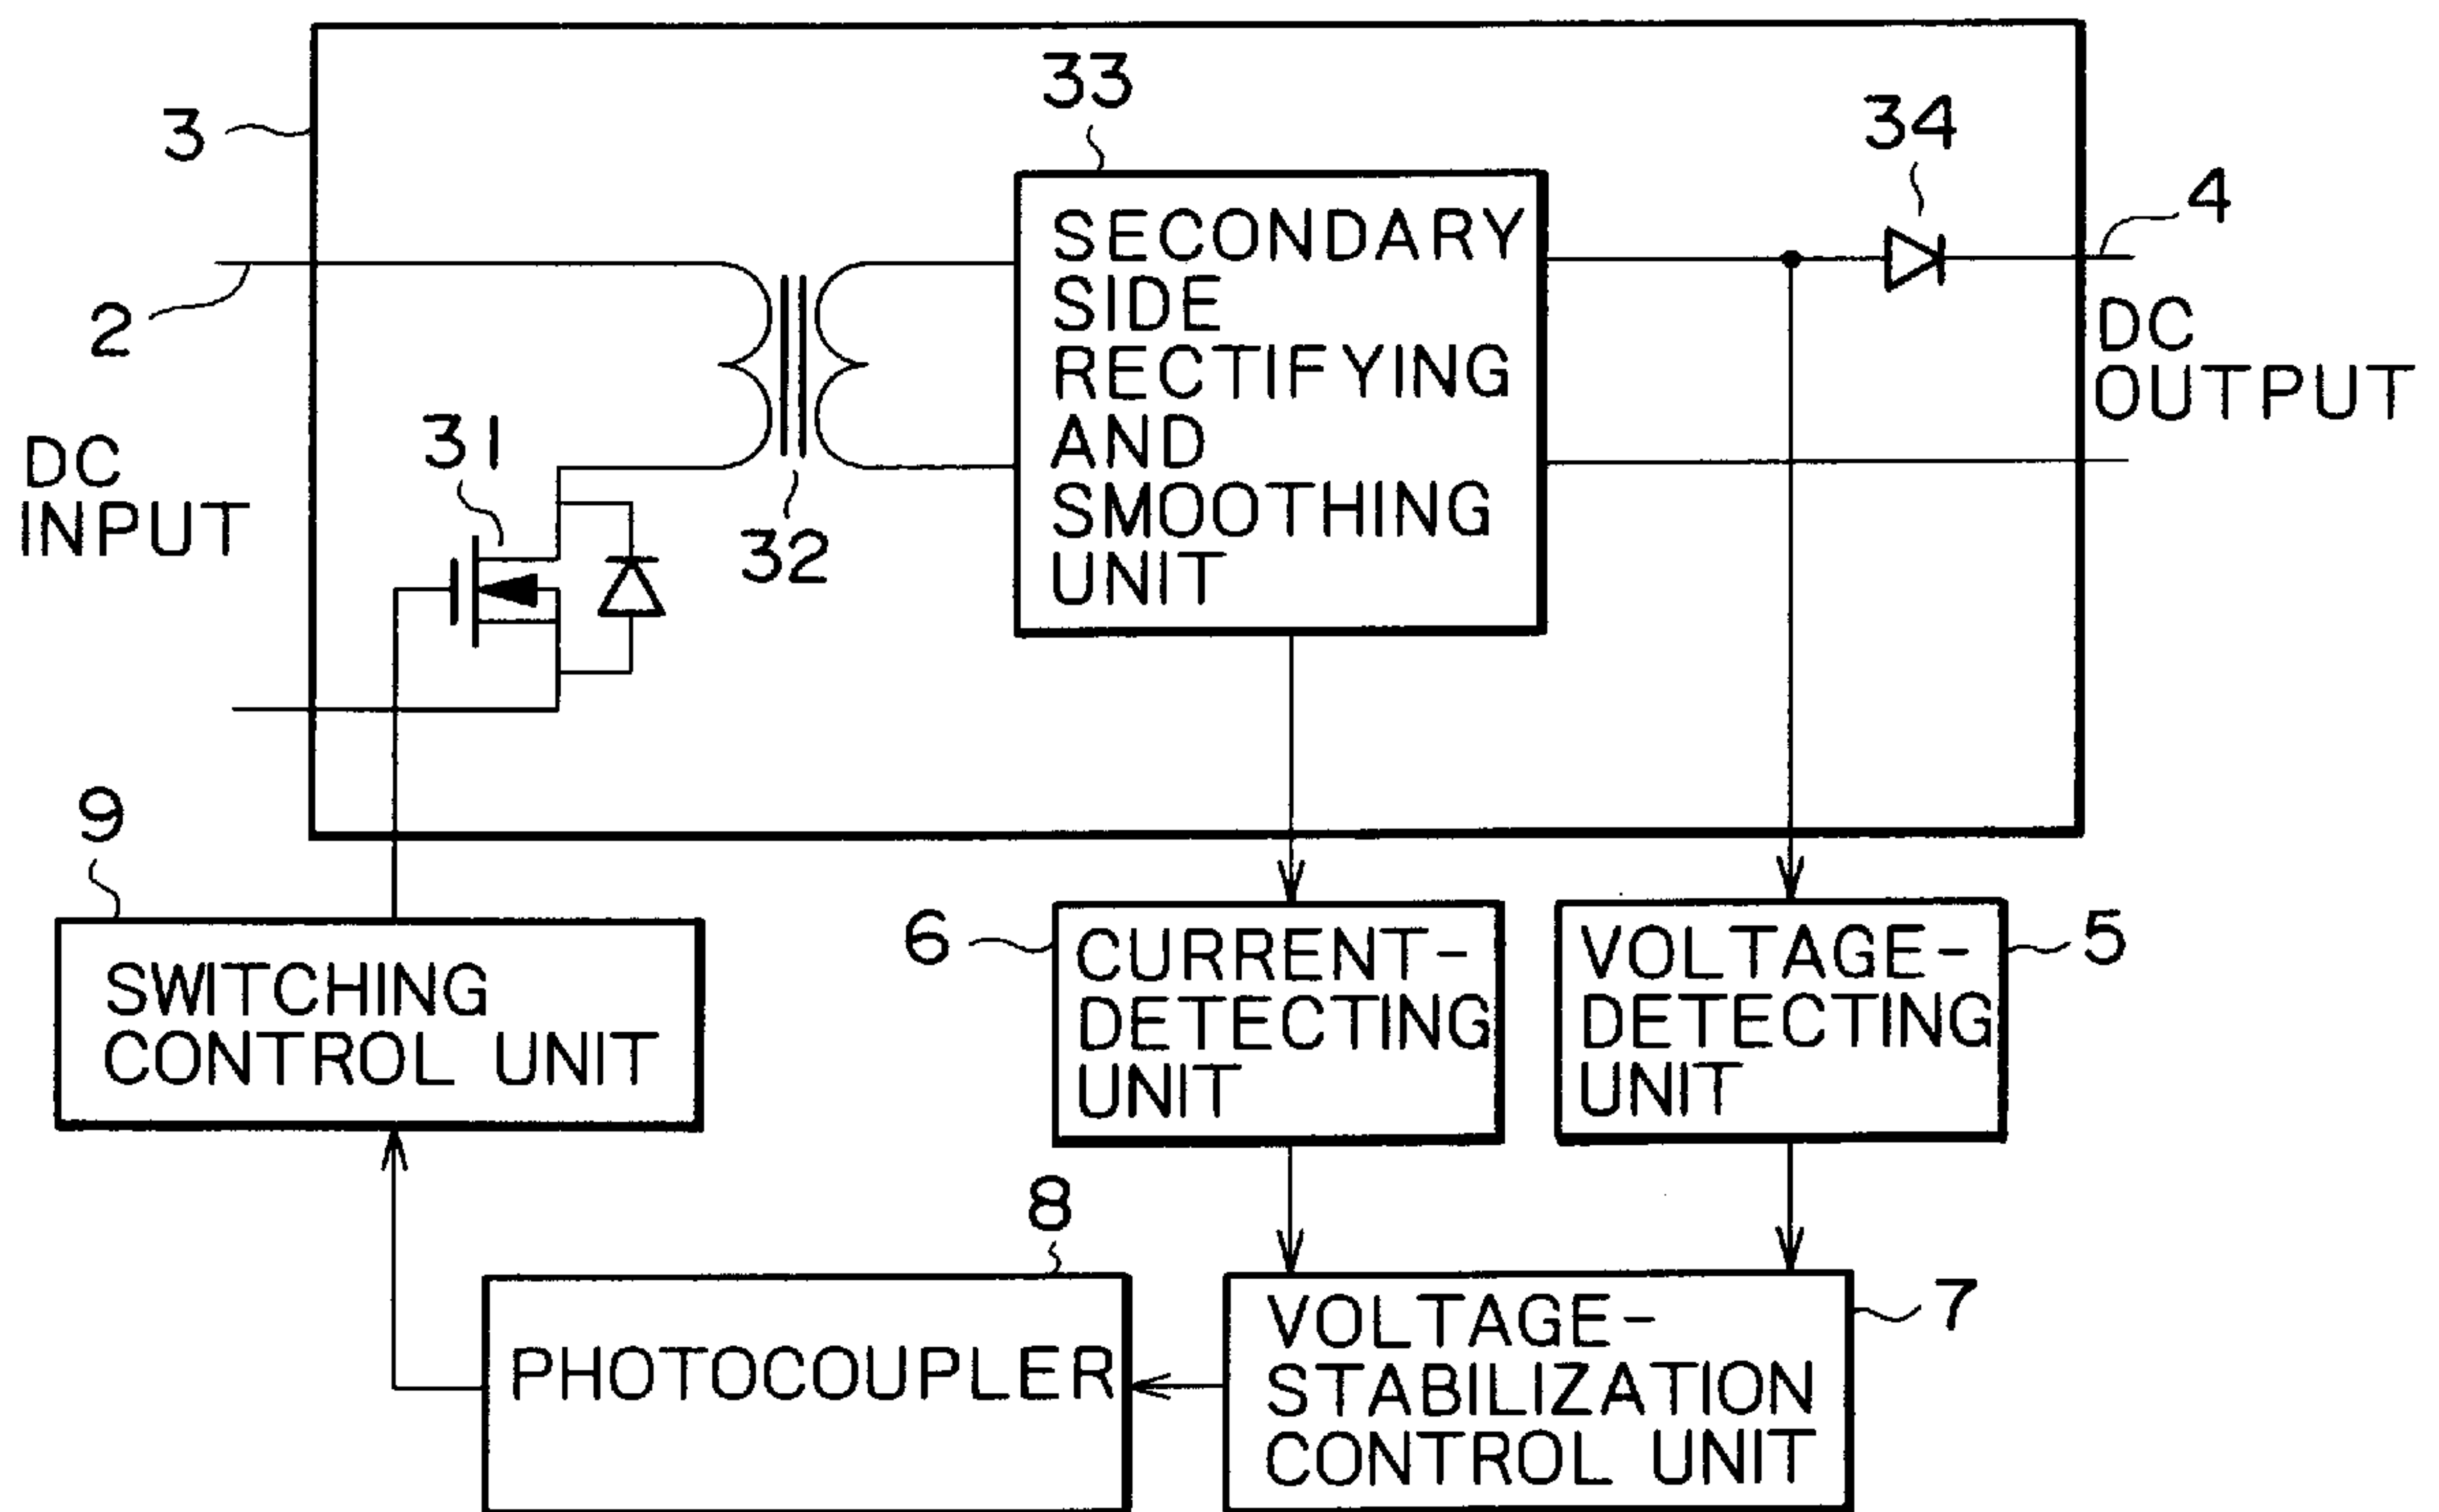 33
34
3
4
SECONDARY
SIDE
RECTIFYING
AND
SMOOTHING
UNIT
2
DC
OUTPUT
31
DC
INPUT
32
9
6
CURRENT-
DETECTING
UNIT
VOLTAGE-
DETECTING
UNIT
5
SWITCHING
CONTROL UNIT
8
7
PHOTOCOUPLER
VOLTAGE-
STABILIZATION
CONTROL UNIT